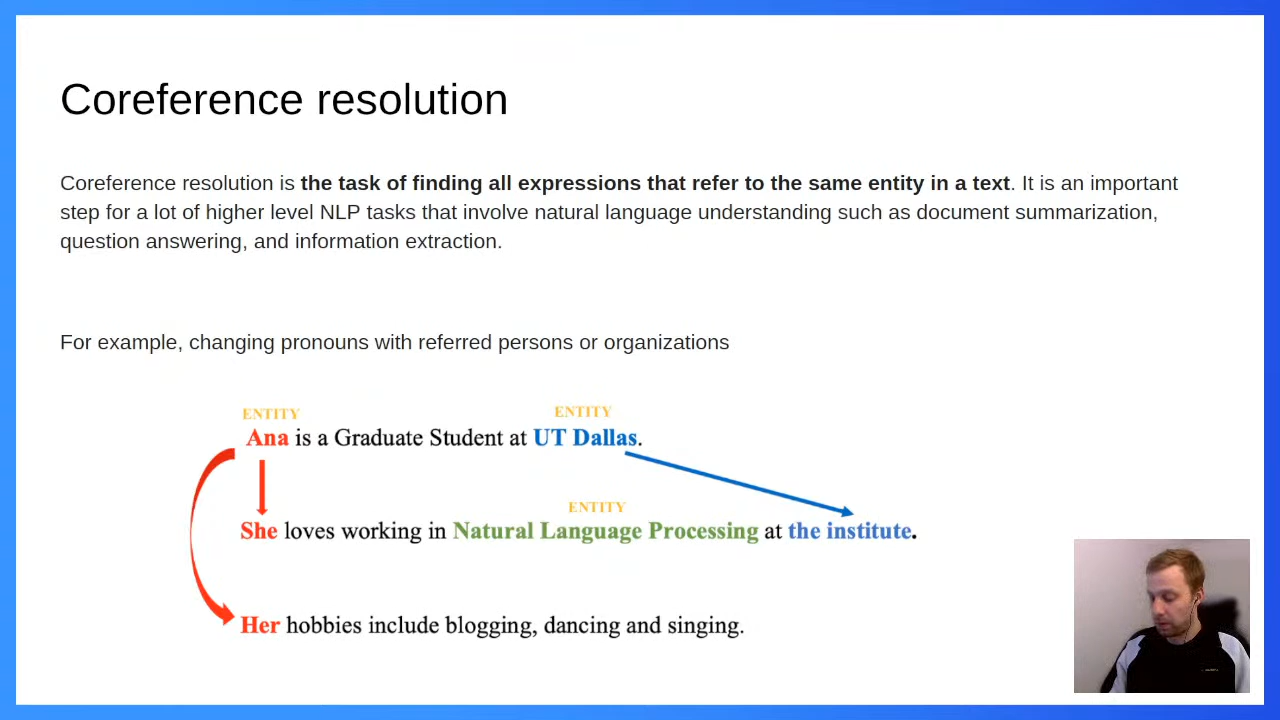 Coreference resolution
Coreference resolution is the task of finding all expressions that refer to the same entity in a text. It is an important
step for a lot of higher level NLP tasks that involve natural language understanding such as document summarization,
question answering, and information extraction.
For example, changing pronouns with referred persons or organizations
ENTITY ENTITY
Ana is a Graduate Student at UT Dallas.
ENTITY
She loves working in Natural Language Processing at the institute.
Her hobbies include blogging, dancing and singing.